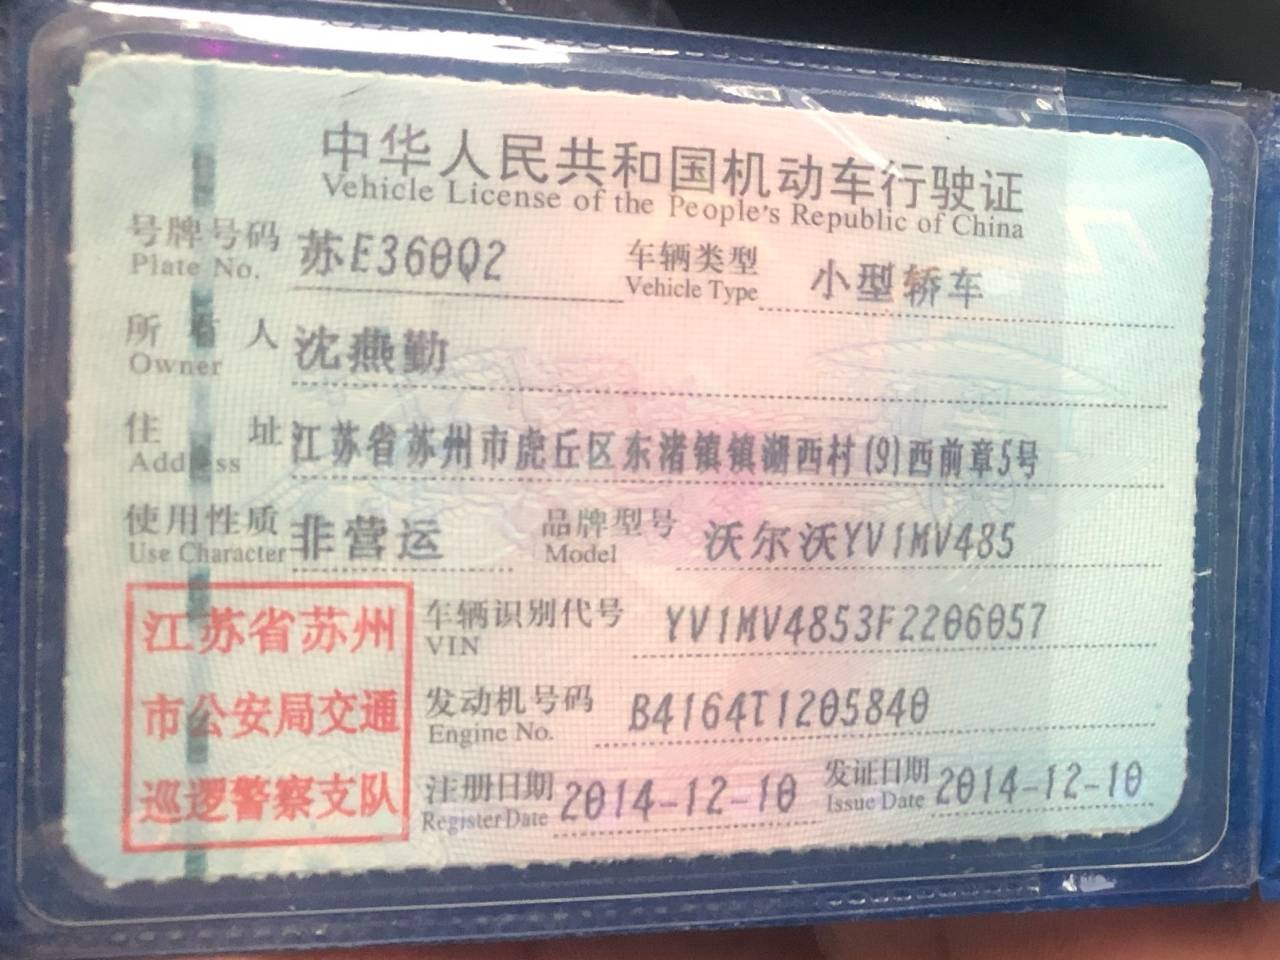 中华人民共和国机动车行驶证
Vehicle License of the People's Republic of China
号牌号码 苏E360Q2 车辆类型 小型轿车
Plate No. Vehicle Type
所有人 沈燕勤
Owner
住址 江苏省苏州市虎丘区东渚镇镇湖西村(9)西前章5号
Address
使用性质 非营运 品牌型号 沃尔沃YV1MV485
Use Character Model
江苏省苏州
市公安局交通
巡逻警察支队
车辆识别代号 YV1MV4853F2206057
VIN
发动机号码 B4164T1205840
Engine No.
注册日期 2014-12-10 发证日期 2014-12-10
Register Date Issue Date